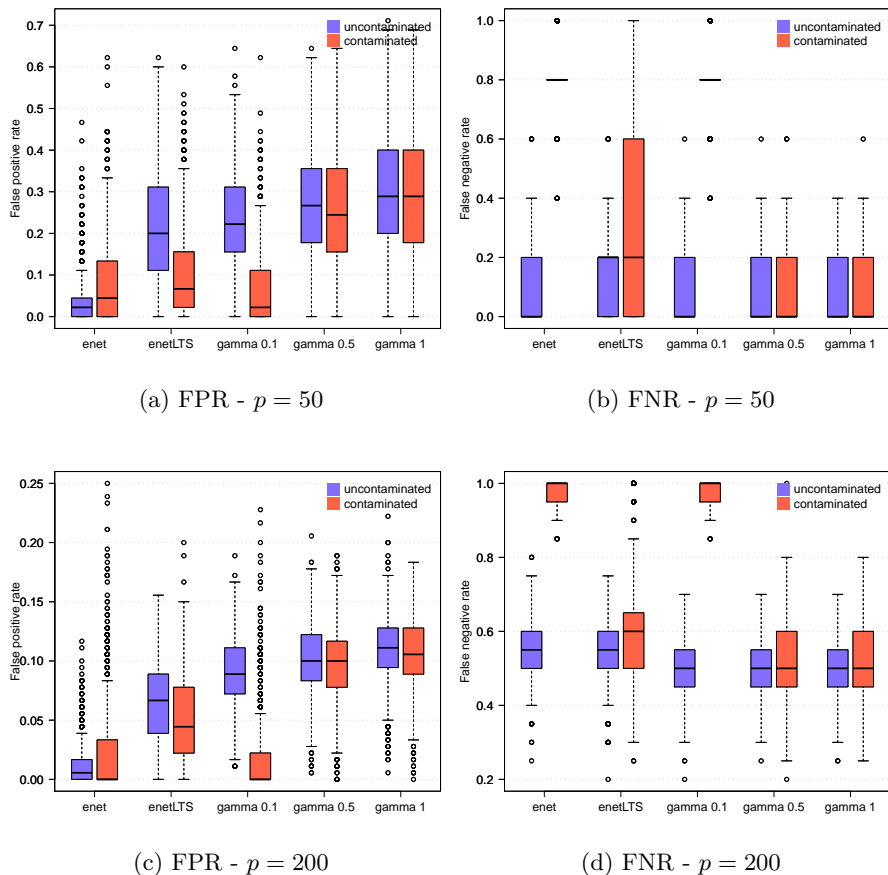 uncontaminated
contaminated
False positive rate
0.7
0.6
0.5
0.4
0.3
0.2
0.1
0.0
enet enetLTS gamma 0.1 gamma 0.5 gamma 1
(a) FPR - p = 50
uncontaminated
contaminated
False negative rate
1.0
0.8
0.6
0.4
0.2
0.0
enet enetLTS gamma 0.1 gamma 0.5 gamma 1
(b) FNR - p = 50
uncontaminated
contaminated
False positive rate
0.25
0.20
0.15
0.10
0.05
0.00
enet enetLTS gamma 0.1 gamma 0.5 gamma 1
(c) FPR - p = 200
uncontaminated
contaminated
False negative rate
1.0
0.8
0.6
0.4
0.2
enet enetLTS gamma 0.1 gamma 0.5 gamma 1
(d) FNR - p = 200